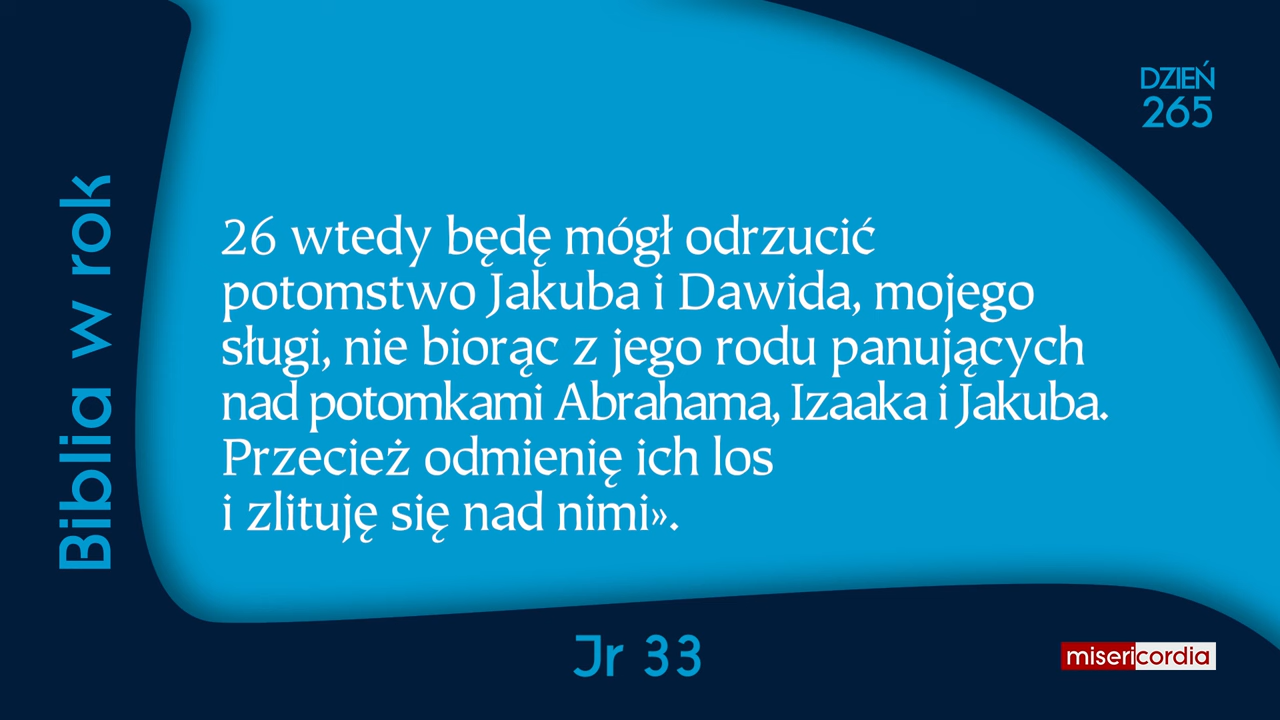 DZIEŃ
265
Biblia w rok
26 wtedy będę mógł odrzucić
potomstwo Jakuba i Dawida, mojego
sługi, nie biorąc z jego rodu panujących
nad potomkami Abrahama, Izaaka i Jakuba.
Przecież odmienię ich los
i zlituję się nad nimi».
Jr 33
misericordia